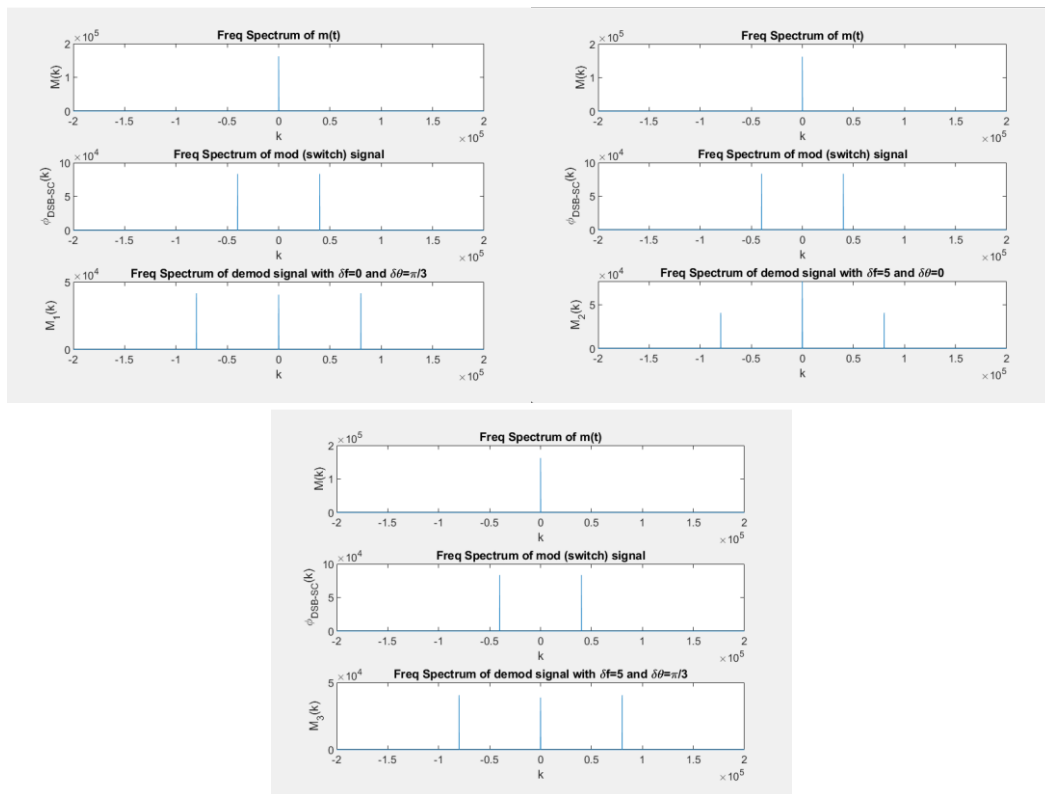 Freq Spectrum of m(t)
×10^5
2
1
0
M(k)
-2 -1.5 -1 -0.5 0 0.5 1 1.5 2
k
×10^5
Freq Spectrum of mod (switch) signal
×10^4
10
5
0
ϕ_DSB-SC(k)
-2 -1.5 -1 -0.5 0 0.5 1 1.5 2
k
×10^5
Freq Spectrum of demod signal with δf=0 and δθ=π/3
×10^4
5
0
M_1(k)
-2 -1.5 -1 -0.5 0 0.5 1 1.5 2
k
×10^5
Freq Spectrum of m(t)
×10^5
2
1
0
M(k)
-2 -1.5 -1 -0.5 0 0.5 1 1.5 2
k
×10^5
Freq Spectrum of mod (switch) signal
×10^4
10
5
0
ϕ_DSB-SC(k)
-2 -1.5 -1 -0.5 0 0.5 1 1.5 2
k
×10^5
Freq Spectrum of demod signal with δf=5 and δθ=0
×10^4
5
0
M_2(k)
-2 -1.5 -1 -0.5 0 0.5 1 1.5 2
k
×10^5
Freq Spectrum of m(t)
×10^5
2
1
0
M(k)
-2 -1.5 -1 -0.5 0 0.5 1 1.5 2
k
×10^5
Freq Spectrum of mod (switch) signal
×10^4
10
5
0
ϕ_DSB-SC(k)
-2 -1.5 -1 -0.5 0 0.5 1 1.5 2
k
×10^5
Freq Spectrum of demod signal with δf=5 and δθ=π/3
×10^4
5
0
M_3(k)
-2 -1.5 -1 -0.5 0 0.5 1 1.5 2
k
×10^5